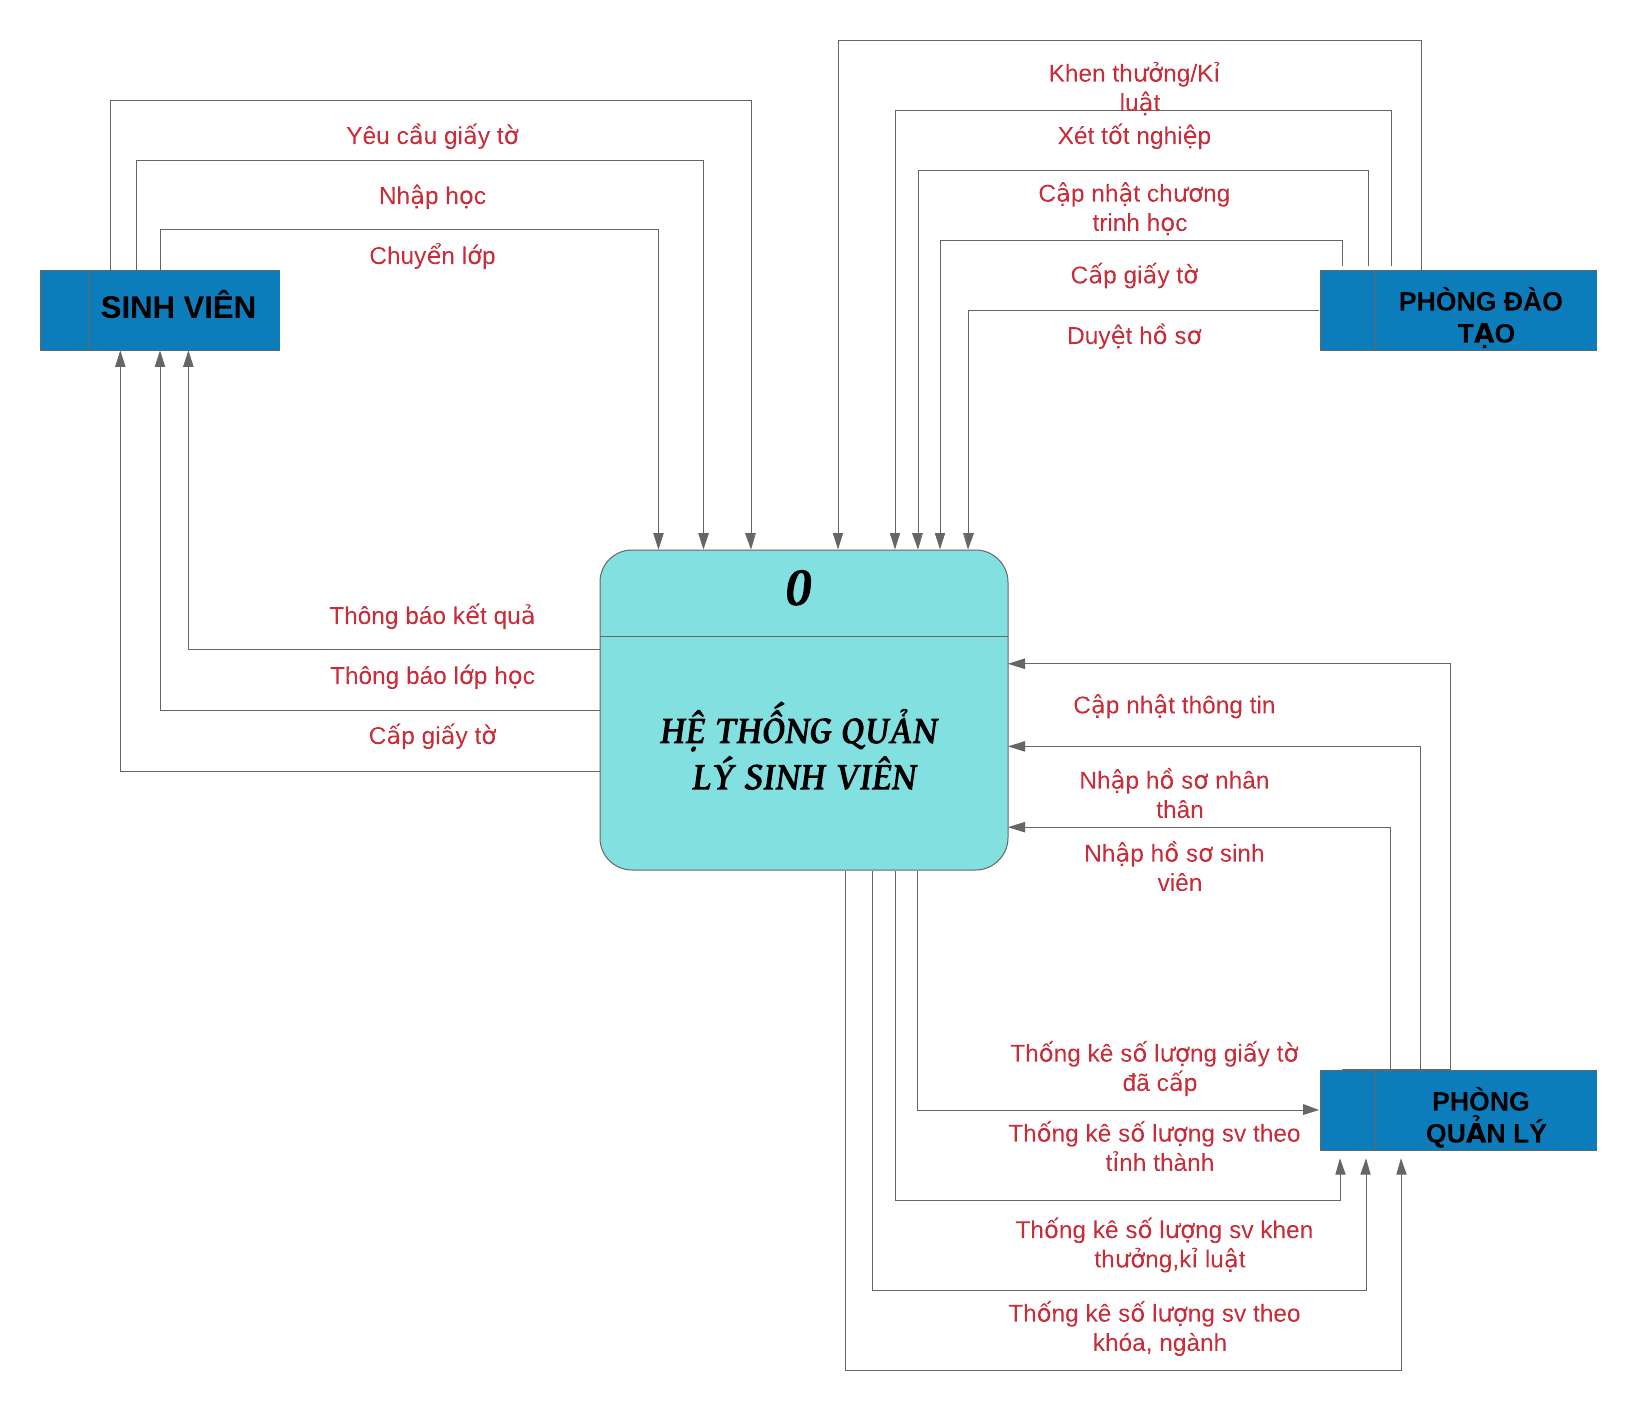 Khen thưởng/Kỉ
luật
Yêu cầu giấy tờ
Xét tốt nghiệp
Nhập học
Cập nhật chương
trinh học
Chuyển lớp
Cấp giấy tờ
SINH VIÊN
PHÒNG ĐÀO
TẠO
Duyệt hồ sơ
0
Thông báo kết quả
Thông báo lớp học
Cấp giấy tờ
HỆ THỐNG QUẢN
LÝ SINH VIÊN
Cập nhật thông tin
Nhập hồ sơ nhân
thân
Nhập hồ sơ sinh
viên
Thống kê số lượng giấy tờ
đã cấp
PHÒNG
QUẢN LÝ
Thống kê số lượng sv theo
tỉnh thành
Thống kê số lượng sv khen
thưởng,kỉ luật
Thống kê số lượng sv theo
khóa, ngành